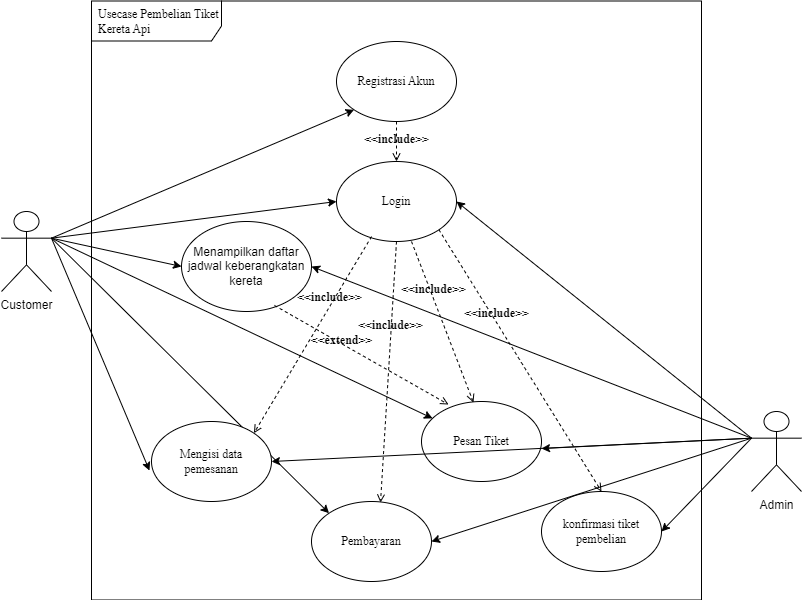 Usecase Pembelian Tiket
Kereta Api
Registrasi Akun
<<include>>
Login
Menampilkan daftar
jadwal keberangkatan
kereta
Customer
<<include>>
<<include>>
<<include>>
<<include>>
<<extend>>
Pesan Tiket
Mengisi data
pemesanan
Pembayaran
konfirmasi tiket
pembelian
Admin